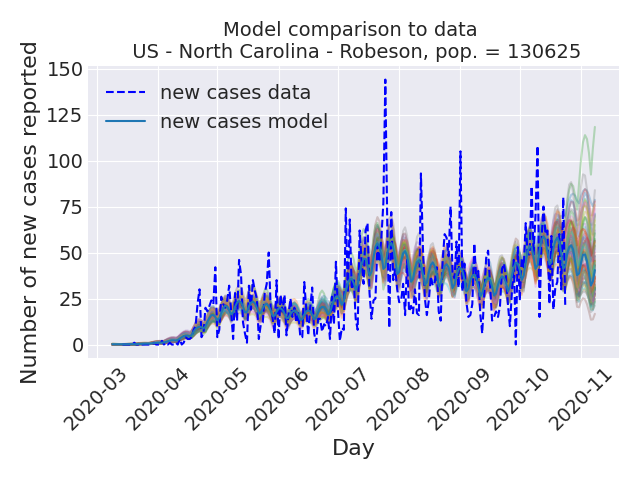 Model comparison to data
US - North Carolina - Robeson, pop. = 130625
Number of new cases reported
150
125
100
75
50
25
0
new cases data
new cases model
2020-03
2020-04
2020-05
2020-06
2020-07
2020-08
2020-09
2020-10
2020-11
Day